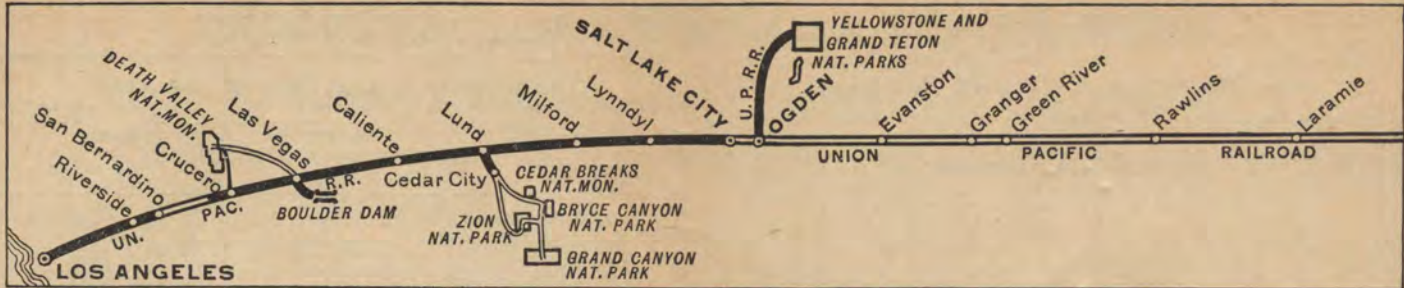 LOS ANGELES
Riverside
San Bernardino
UN.
PAC.
R.R.
Crucero
DEATH VALLEY
NAT. MON.
Las Vegas
BOULDER DAM
Caliente
Lund
Cedar City
CEDAR BREAKS
NAT. MON.
BRYCE CANYON
NAT. PARK
ZION
NAT. PARK
GRAND CANYON
NAT. PARK
Milford
Lynndyl
SALT LAKE CITY
U. P. R. R.
OGDEN
YELLOWSTONE AND
GRAND TETON
NAT. PARKS
Evanston
Granger
Green River
Rawlins
Laramie
UNION PACIFIC RAILROAD